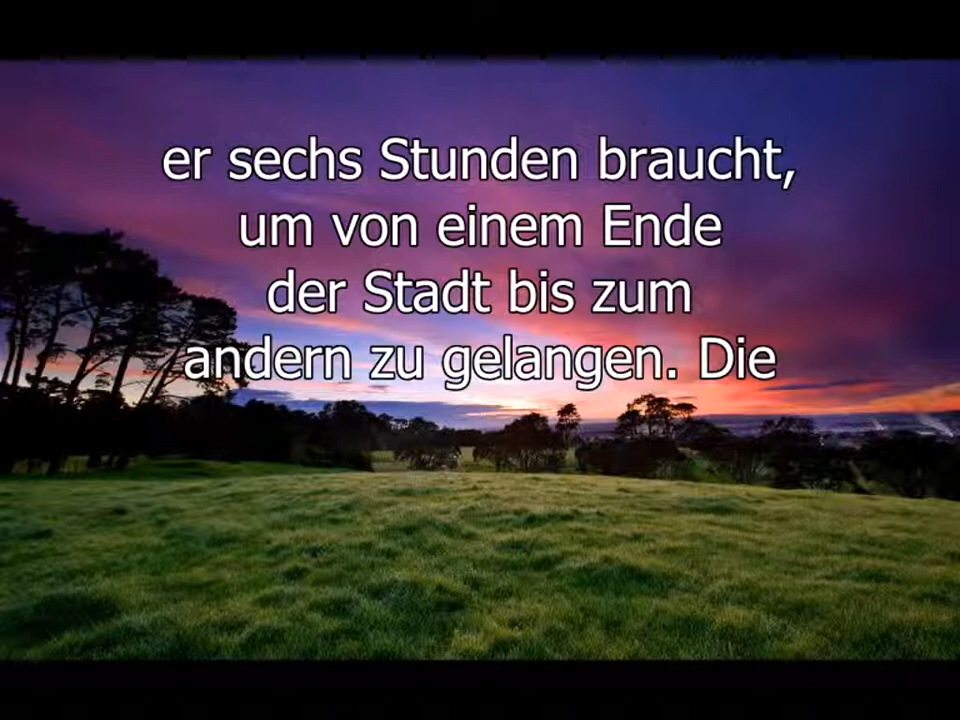 er sechs Stunden braucht,
um von einem Ende
der Stadt bis zum
andern zu gelangen. Die